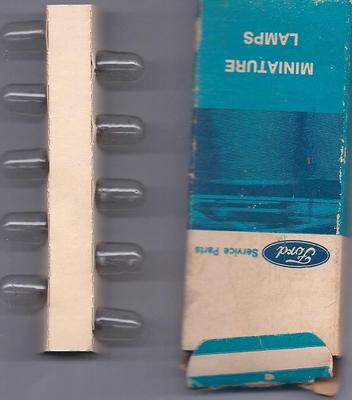 MINIATURE
LAMPS
Ford
Service Parts